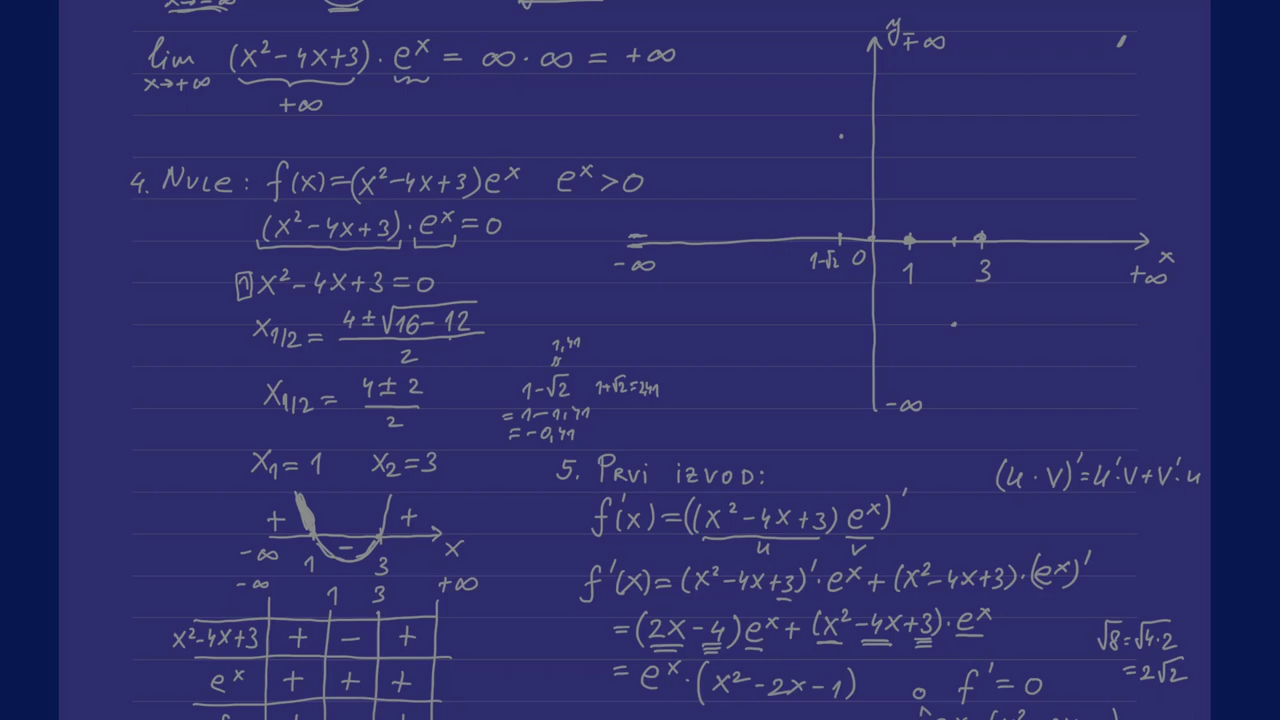 lim (x²-4x+3)·eˣ = ∞·∞ = +∞
x→+∞
+∞
4. NULE: f(x)=(x²-4x+3)eˣ eˣ>0
(x²-4x+3)·eˣ=0
1 x²-4x+3=0
x1/2= 4±√16-12
2
x1/2= 4±2
2
x1=1 x2=3
+ - + x
-∞ 1 3
-∞ 1 3 +∞
x²-4x+3 + - +
eˣ + + +
y +∞
-∞ 1-√2 0 1 3 x +∞
-∞
1,41
1-√2 1+√2=2,41
=1-1,41
=-0,41
5. PRVI IZVOD: (u·v)'=u'·v+v'·u
f'(x)=((x²-4x+3)eˣ)'
u v
f'(x)=(x²-4x+3)'·eˣ+(x²-4x+3)·(eˣ)'
=(2x-4)eˣ+(x²-4x+3)·eˣ
=eˣ·(x²-2x-1) f'=0
√8=√4·2
=2√2